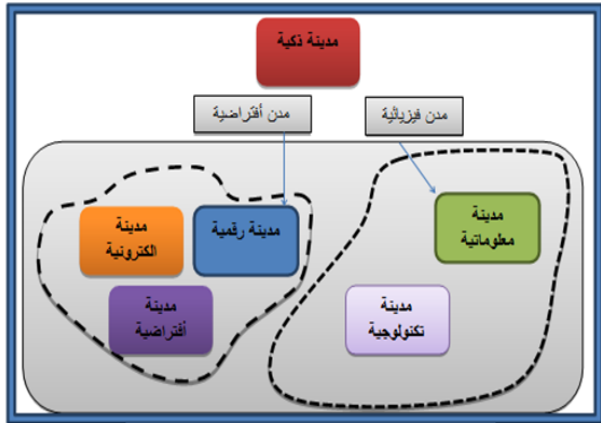 مدينة ذكية
مدن فيزيائية
مدن أفتراضية
مدينة
معلوماتية
مدينة
تكنولوجية
مدينة رقمية
مدينة
الكترونية
مدينة
أفتراضية